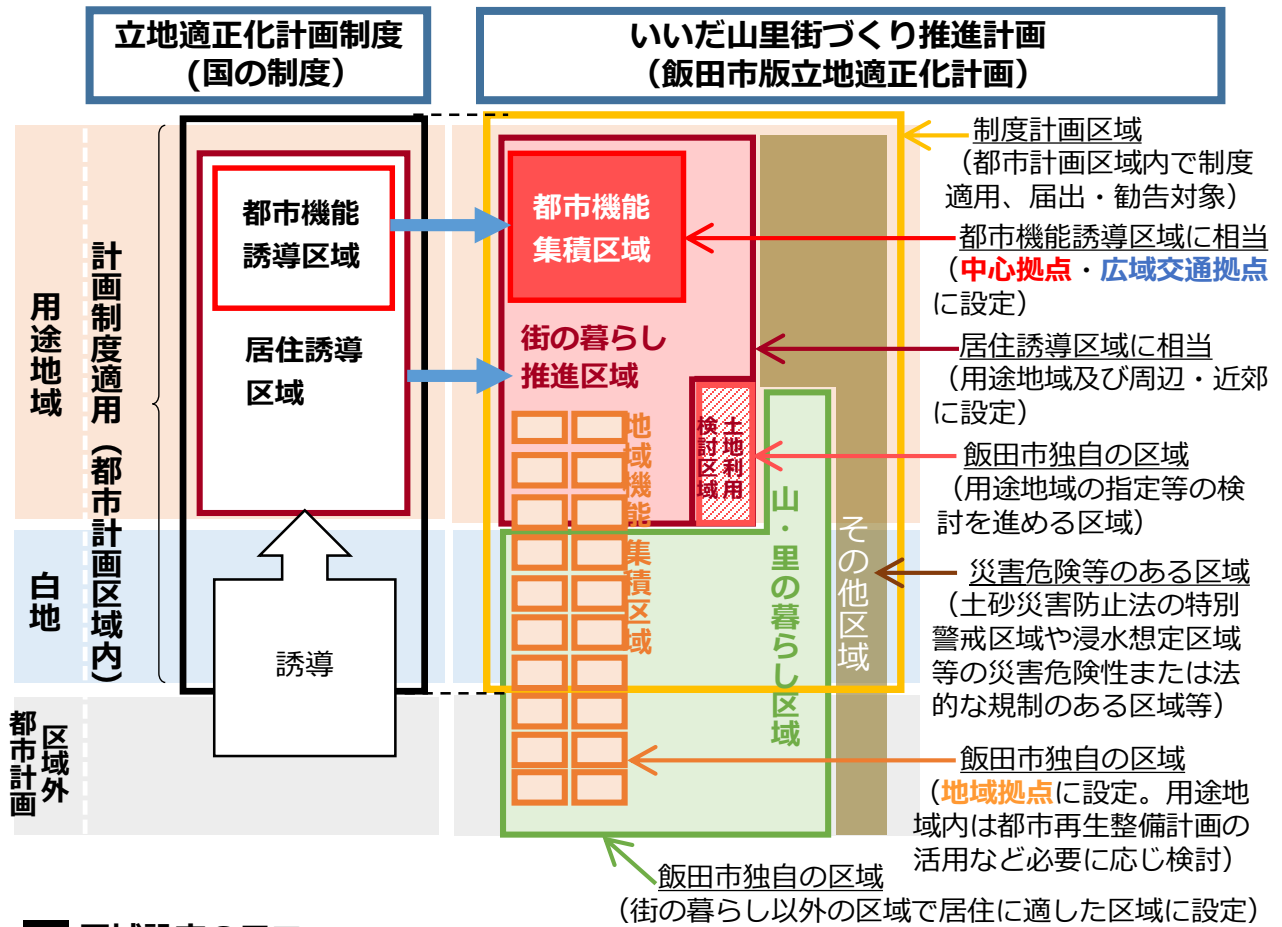 立地適正化計画制度
(国の制度）
いいだ山里街づくり推進計画
（飯田市版立地適正化計画）
用途地域
白地
都市計画
区域外
計画制度適用（都市計画区域内）
都市機能
誘導区域
居住誘導
区域
誘導
都市機能
集積区域
街の暮らし
推進区域
地域機能集積区域
土地利用
検討区域
山・里の暮らし区域
その他区域
制度計画区域
（都市計画区域内で制度
適用、届出・勧告対象）
都市機能誘導区域に相当
（中心拠点・広域交通拠点
に設定）
居住誘導区域に相当
（用途地域及び周辺・近郊
に設定）
飯田市独自の区域
（用途地域の指定等の検
討を進める区域）
災害危険等のある区域
（土砂災害防止法の特別
警戒区域や浸水想定区域
等の災害危険性または法
的な規制のある区域等）
飯田市独自の区域
（地域拠点に設定。用途地
域内は都市再生整備計画の
活用など必要に応じ検討）
飯田市独自の区域
（街の暮らし以外の区域で居住に適した区域に設定）